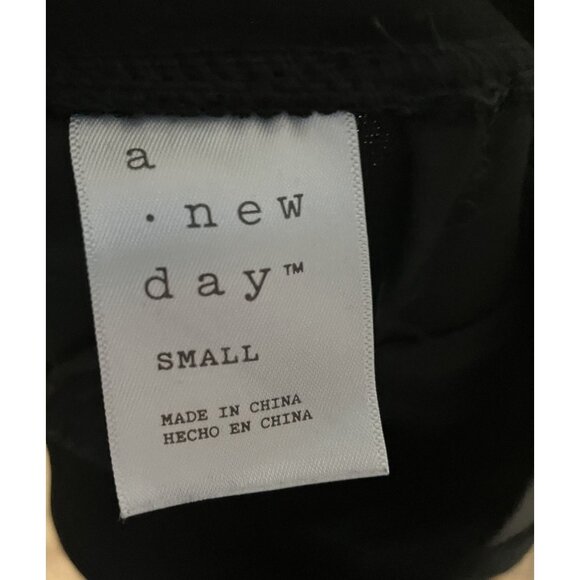 a
· new
day™
SMALL
MADE IN CHINA
HECHO EN CHINA